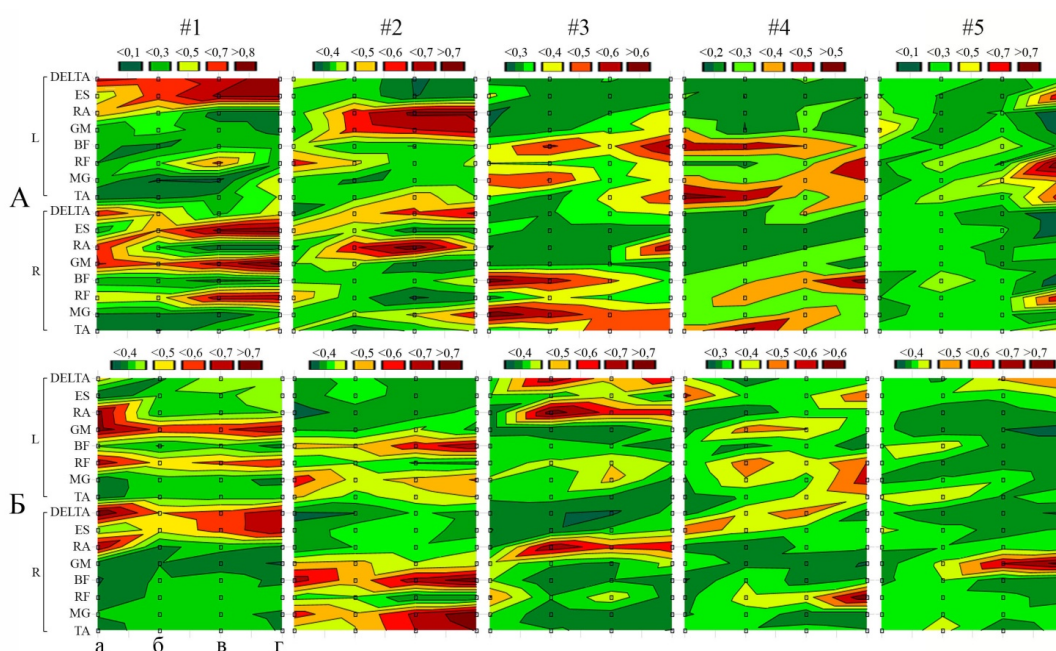 #1 #2 #3 #4 #5
<0,1 <0,3 <0,5 <0,7 >0,8 <0,4 <0,5 <0,6 <0,7 >0,7 <0,3 <0,4 <0,6 >0,6 <0,2 <0,3 <0,4 <0,5 >0,5 <0,1 <0,3 <0,5 <0,7 >0,7
DELTA
ES
RA
GM
L
BF
RF
MG
TA
А
DELTA
ES
RA
GM
R
BF
RF
MG
TA
<0,4 <0,5 <0,6 <0,7 >0,7 <0,4 <0,5 <0,6 <0,7 >0,7 <0,4 <0,5 <0,6 <0,7 >0,7 <0,3 <0,4 <0,5 <0,6 >0,6 <0,4 <0,5 <0,6 <0,7 >0,7
DELTA
ES
RA
GM
L
BF
RF
MG
TA
Б
DELTA
ES
RA
GM
R
BF
RF
MG
TA
а б в г